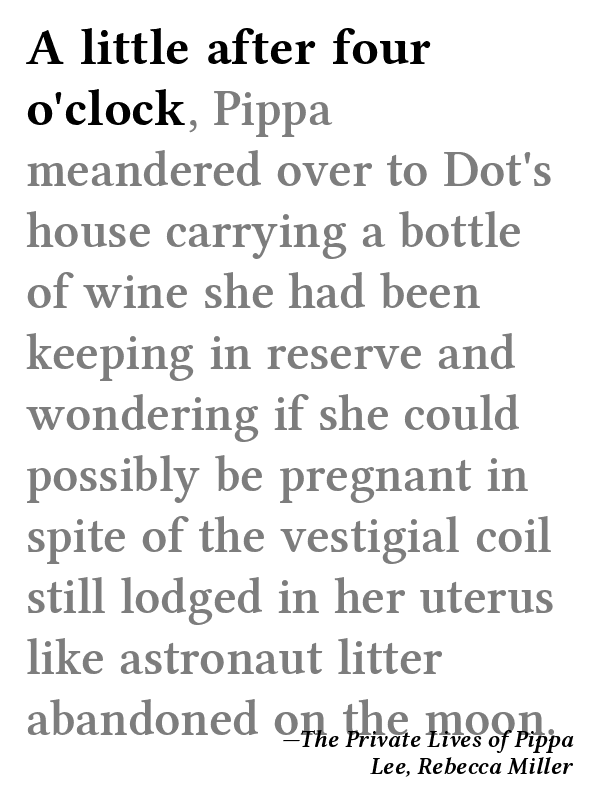 A little after four
o'clock, Pippa
meandered over to Dot's
house carrying a bottle
of wine she had been
keeping in reserve and
wondering if she could
possibly be pregnant in
spite of the vestigial coil
still lodged in her uterus
like astronaut litter
abandoned on the moon.
—The Private Lives of Pippa
Lee, Rebecca Miller